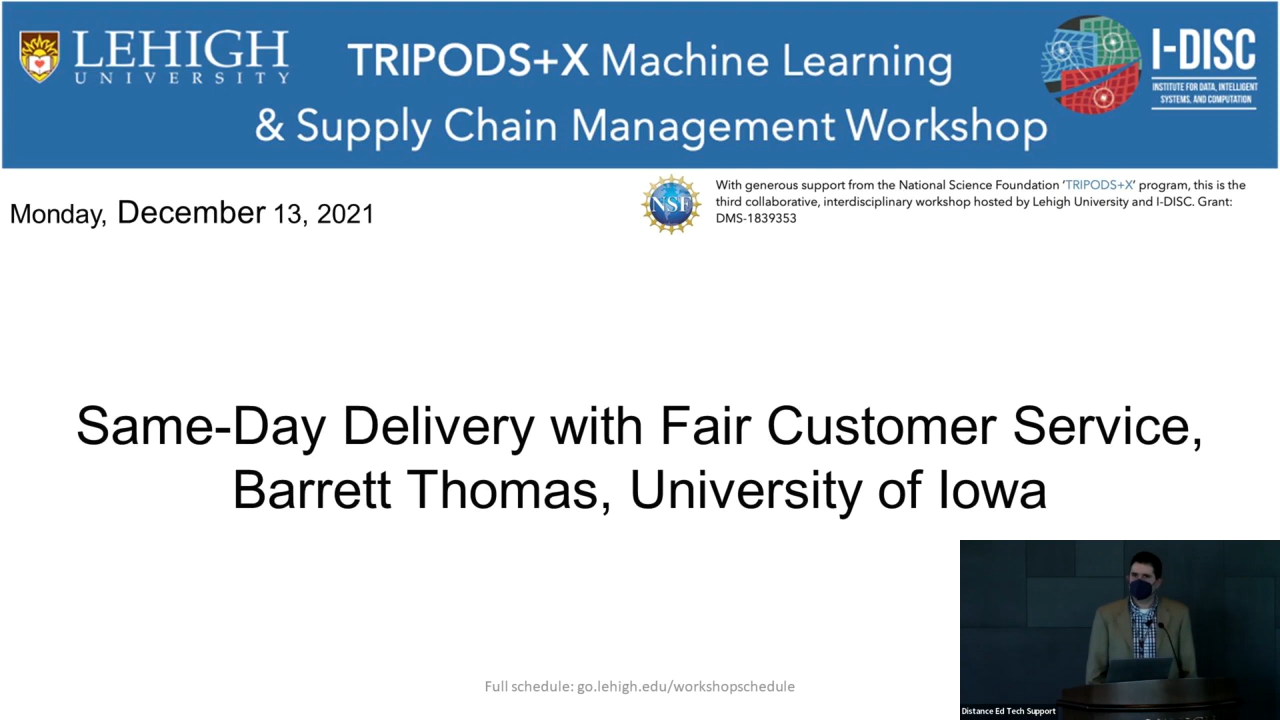 LEHIGH
UNIVERSITY
TRIPODS+X Machine Learning
& Supply Chain Management Workshop
I-DISC
INSTITUTE FOR DATA, INTELLIGENT
SYSTEMS, AND COMPUTATION
Monday, December 13, 2021
NSF
With generous support from the National Science Foundation ‘TRIPODS+X’ program, this is the
third collaborative, interdisciplinary workshop hosted by Lehigh University and I-DISC. Grant:
DMS-1839353
Same-Day Delivery with Fair Customer Service,
Barrett Thomas, University of Iowa
Full schedule: go.lehigh.edu/workshopschedule
Distance Ed Tech Support